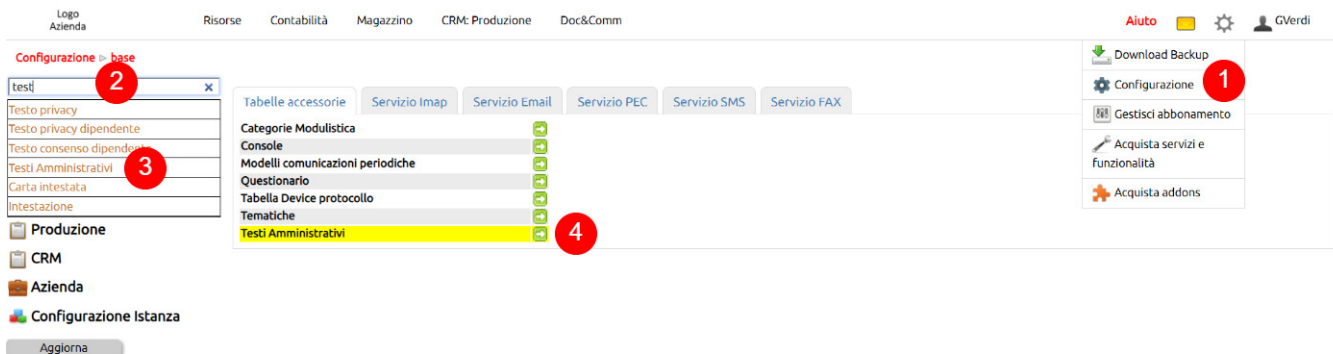 Logo
Azienda
Risorse Contabilità Magazzino CRM: Produzione Doc&Comm
Aiuto GVerdi
Configurazione ▹ base
test ×
2
Testo privacy
Testo privacy dipendente
Testo consenso dipendente
Testi Amministrativi
3
Carta intestata
Intestazione
Produzione
CRM
Azienda
Configurazione Istanza
Aggiorna
Tabelle accessorie Servizio Imap Servizio Email Servizio PEC Servizio SMS Servizio FAX
Categorie Modulistica
Console
Modelli comunicazioni periodiche
Questionario
Tabella Device protocollo
Tematiche
Testi Amministrativi
4
Download Backup
Configurazione
1
Gestisci abbonamento
Acquista servizi e
funzionalità
Acquista addons